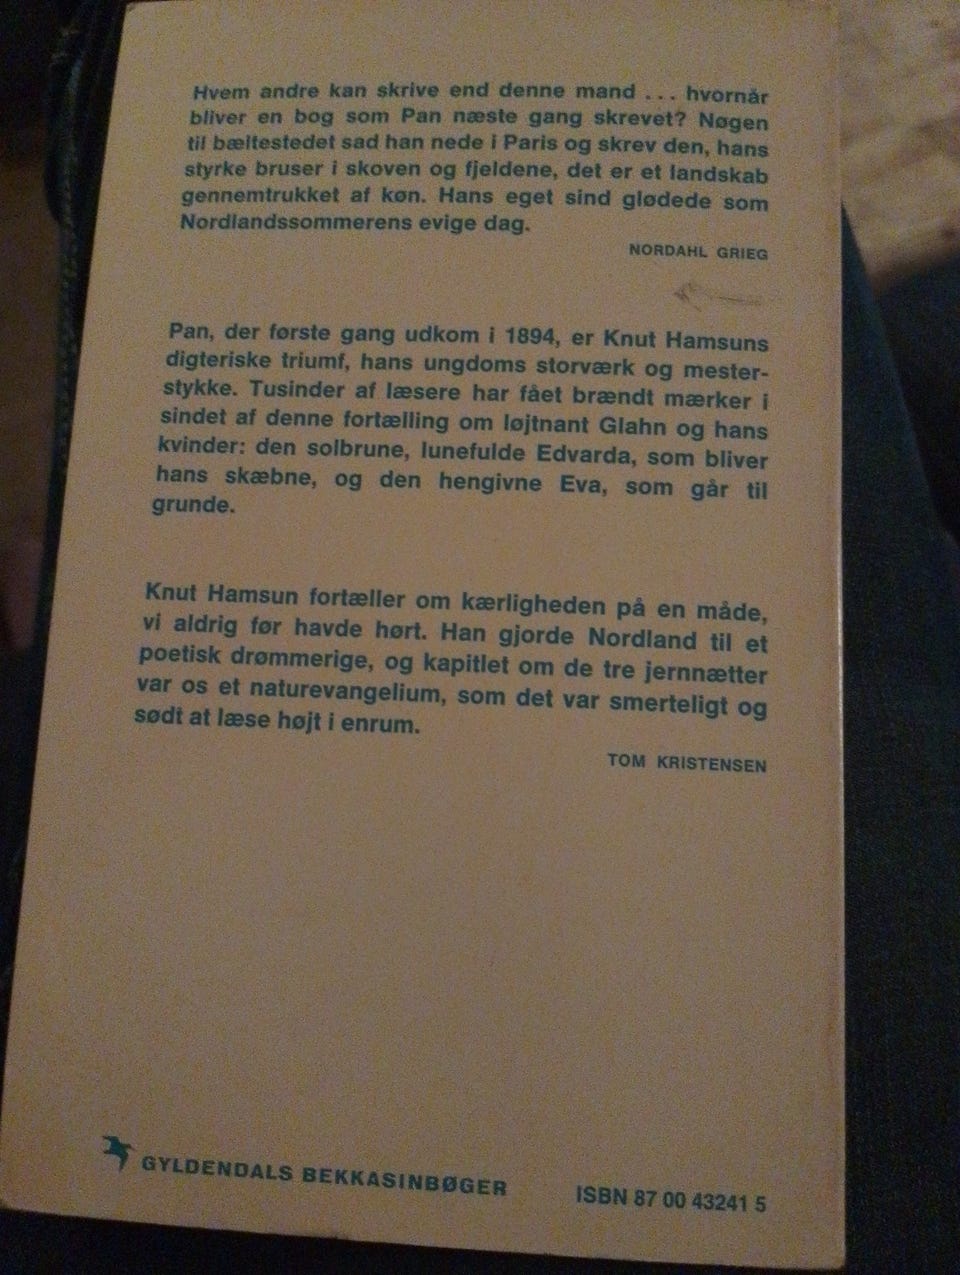 Hvem andre kan skrive end denne mand . . . hvornår
bliver en bog som Pan næste gang skrevet? Nøgen
til bæltestedet sad han nede i Paris og skrev den, hans
styrke bruser i skoven og fjeldene, det er et landskab
gennemtrukket af køn. Hans eget sind glødede som
Nordlandssommerens evige dag.
NORDAHL GRIEG
Pan, der første gang udkom i 1894, er Knut Hamsuns
digteriske triumf, hans ungdoms storværk og mester-
stykke. Tusinder af læsere har fået brændt mærker i
sindet af denne fortælling om løjtnant Glahn og hans
kvinder: den solbrune, lunefulde Edvarda, som bliver
hans skæbne, og den hengivne Eva, som går til
grunde.
Knut Hamsun fortæller om kærligheden på en måde,
vi aldrig før havde hørt. Han gjorde Nordland til et
poetisk drømmerige, og kapitlet om de tre jernnætter
var os et naturevangelium, som det var smerteligt og
sødt at læse højt i enrum.
TOM KRISTENSEN
GYLDENDALS BEKKASINBØGER
ISBN 87 00 43241 5